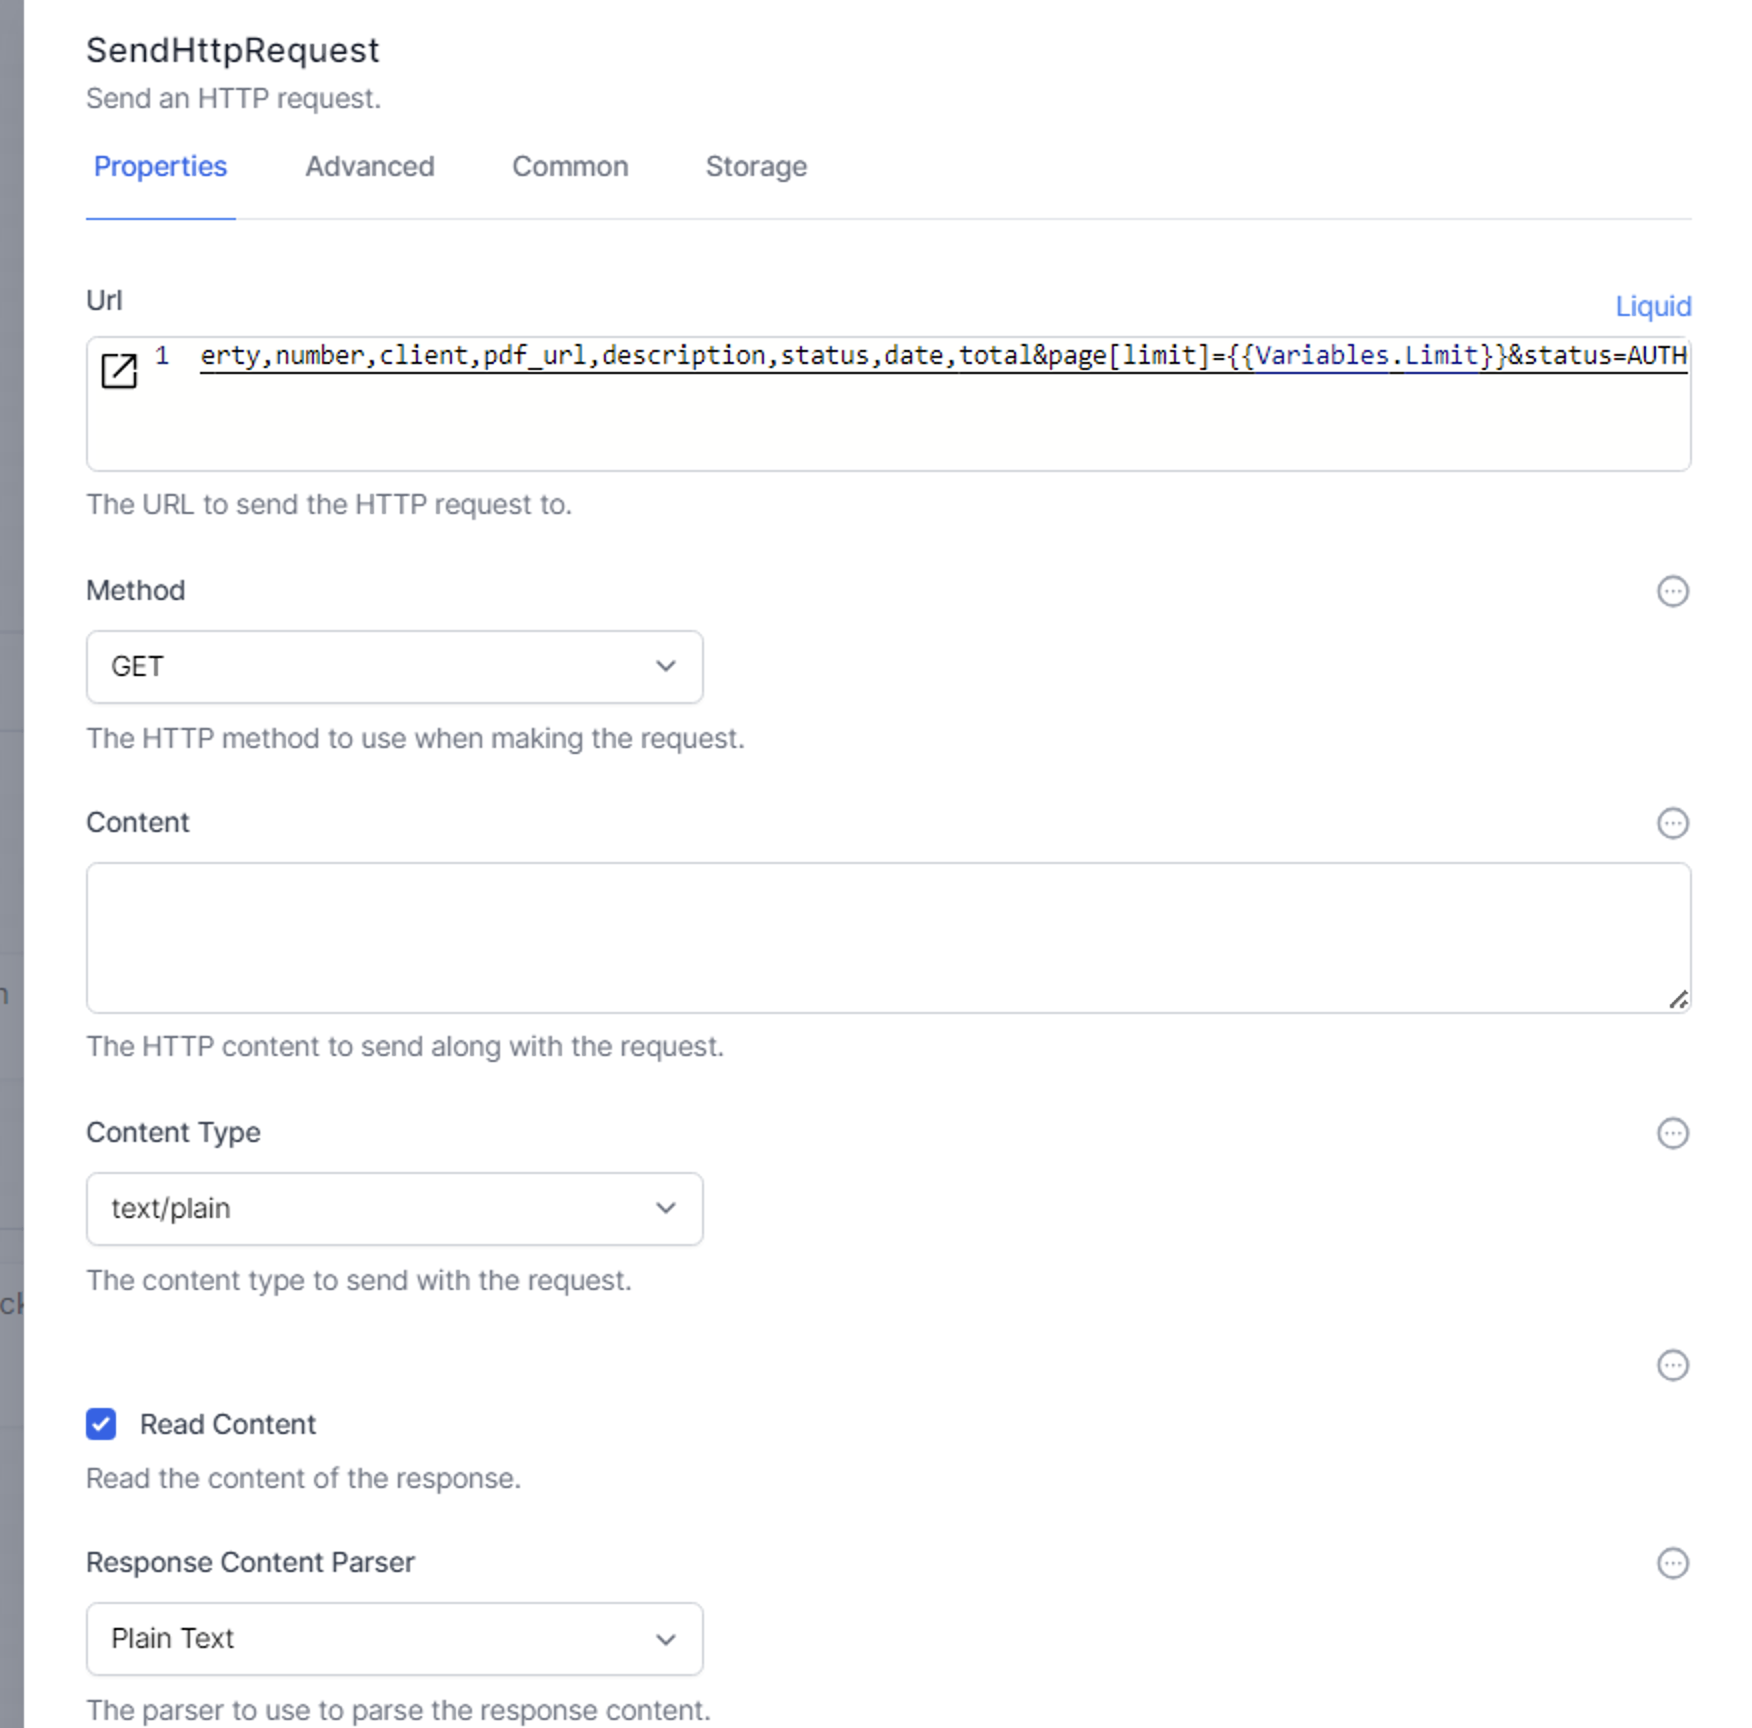 SendHttpRequest
Send an HTTP request.
Properties Advanced Common Storage
Url Liquid
1 erty,number,client,pdf_url,description,status,date,total&page[limit]={{Variables.Limit}}&status=AUTH
The URL to send the HTTP request to.
Method
GET
The HTTP method to use when making the request.
Content
The HTTP content to send along with the request.
Content Type
text/plain
The content type to send with the request.
Read Content
Read the content of the response.
Response Content Parser
Plain Text
The parser to use to parse the response content.